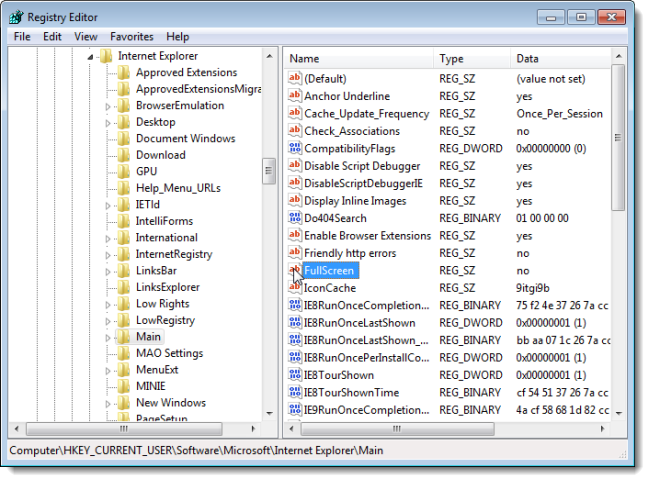 Registry Editor
File Edit View Favorites Help
Internet Explorer
Approved Extensions
ApprovedExtensionsMigra
BrowserEmulation
Desktop
Document Windows
Download
GPU
Help_Menu_URLs
IETld
IntelliForms
International
InternetRegistry
LinksBar
LinksExplorer
Low Rights
LowRegistry
Main
MAO Settings
MenuExt
MINIE
New Windows
PageSetup
Name Type Data
(Default) REG_SZ (value not set)
Anchor Underline REG_SZ yes
Cache_Update_Frequency REG_SZ Once_Per_Session
Check_Associations REG_SZ no
CompatibilityFlags REG_DWORD 0x00000000 (0)
Disable Script Debugger REG_SZ yes
DisableScriptDebuggerIE REG_SZ yes
Display Inline Images REG_SZ yes
Do404Search REG_BINARY 01 00 00 00
Enable Browser Extensions REG_SZ yes
Friendly http errors REG_SZ no
FullScreen REG_SZ no
IconCache REG_SZ 9itgi9b
IE8RunOnceCompletion... REG_BINARY 75 f2 4e 37 26 7a cc
IE8RunOnceLastShown REG_DWORD 0x00000001 (1)
IE8RunOnceLastShown_... REG_BINARY bb aa 07 1c 26 7a cc
IE8RunOncePerInstallCo... REG_DWORD 0x00000001 (1)
IE8TourShown REG_DWORD 0x00000001 (1)
IE8TourShownTime REG_BINARY cf 54 51 37 26 7a cc
IE9RunOnceCompletion... REG_BINARY 4a cf 58 68 1d 82 cc
Computer\HKEY_CURRENT_USER\Software\Microsoft\Internet Explorer\Main